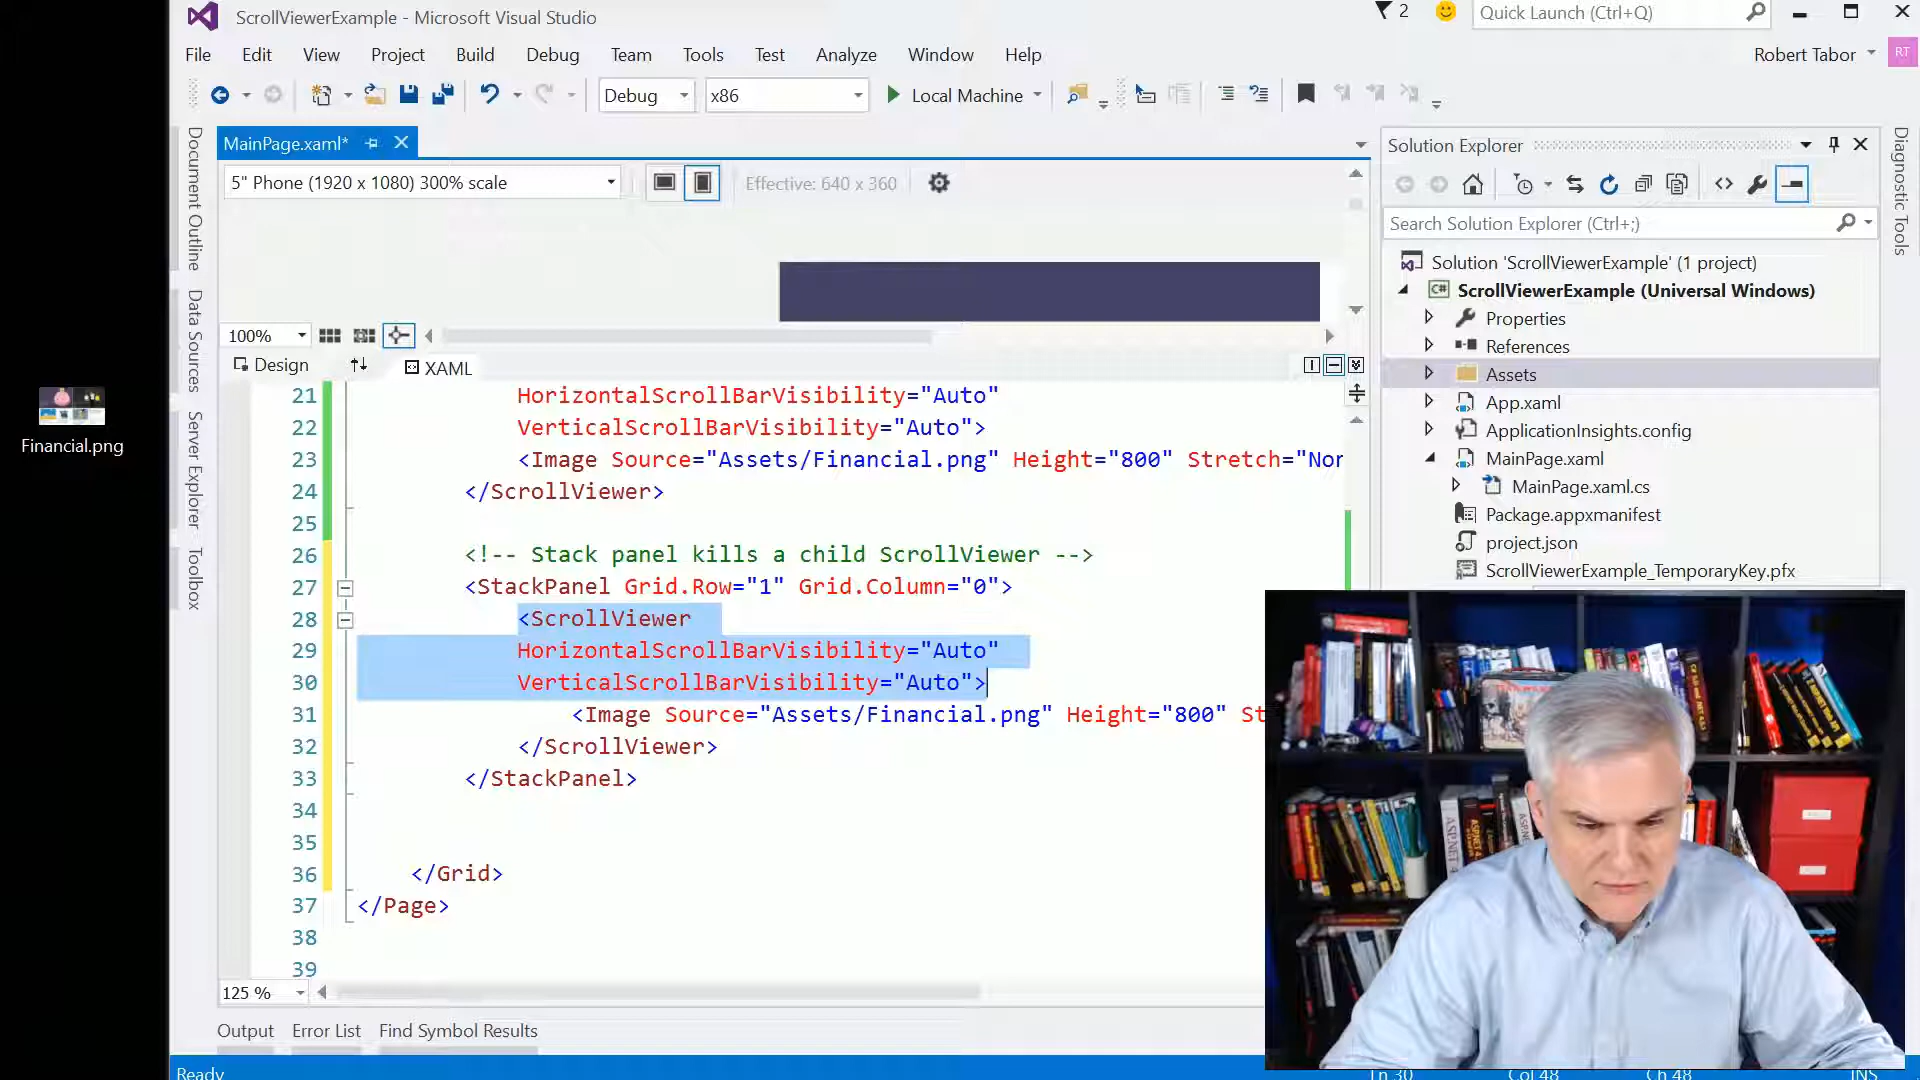 ScrollViewerExample - Microsoft Visual Studio
2
Quick Launch (Ctrl+Q)
File Edit View Project Build Debug Team Tools Test Analyze Window Help
Robert Tabor
RT
Debug
x86
Local Machine
MainPage.xaml*
5" Phone (1920 x 1080) 300% scale
Effective: 640 x 360
100%
Design
XAML
21 HorizontalScrollBarVisibility="Auto"
22 VerticalScrollBarVisibility="Auto">
23 <Image Source="Assets/Financial.png" Height="800" Stretch="Nor
24 </ScrollViewer>
25
26 <!-- Stack panel kills a child ScrollViewer -->
27 <StackPanel Grid.Row="1" Grid.Column="0">
28 <ScrollViewer
29 HorizontalScrollBarVisibility="Auto"
30 VerticalScrollBarVisibility="Auto">
31 <Image Source="Assets/Financial.png" Height="800" St
32 </ScrollViewer>
33 </StackPanel>
34
35
36 </Grid>
37 </Page>
38
39
125 %
Output Error List Find Symbol Results
Ready
Ln 30 Col 48 Ch 48 INS
Document Outline
Data Sources
Server Explorer
Toolbox
Financial.png
Solution Explorer
Search Solution Explorer (Ctrl+;)
Solution 'ScrollViewerExample' (1 project)
C# ScrollViewerExample (Universal Windows)
Properties
References
Assets
App.xaml
ApplicationInsights.config
MainPage.xaml
MainPage.xaml.cs
Package.appxmanifest
project.json
ScrollViewerExample_TemporaryKey.pfx
Diagnostic Tools